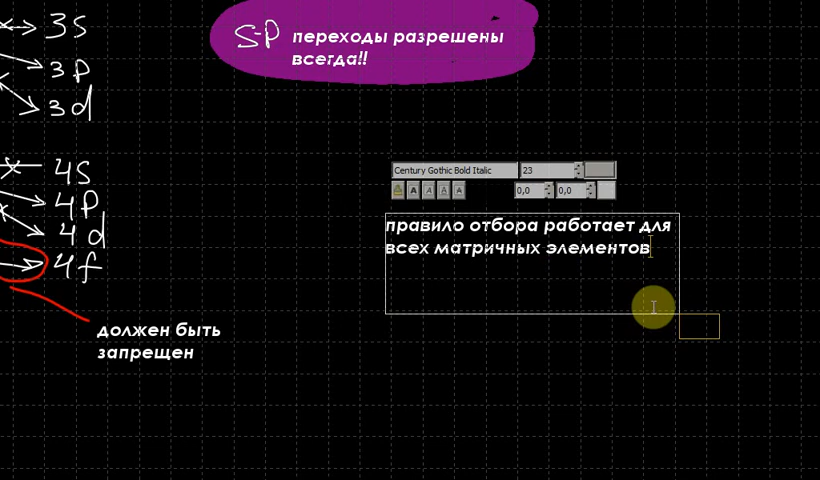 3s
S-P переходы разрешены
всегда!!
3p
3d
Century Gothic Bold Italic 23
4s
0,0 0,0
4p
правило отбора работает для
4d
всех матричных элементов
4f
должен быть
запрещен